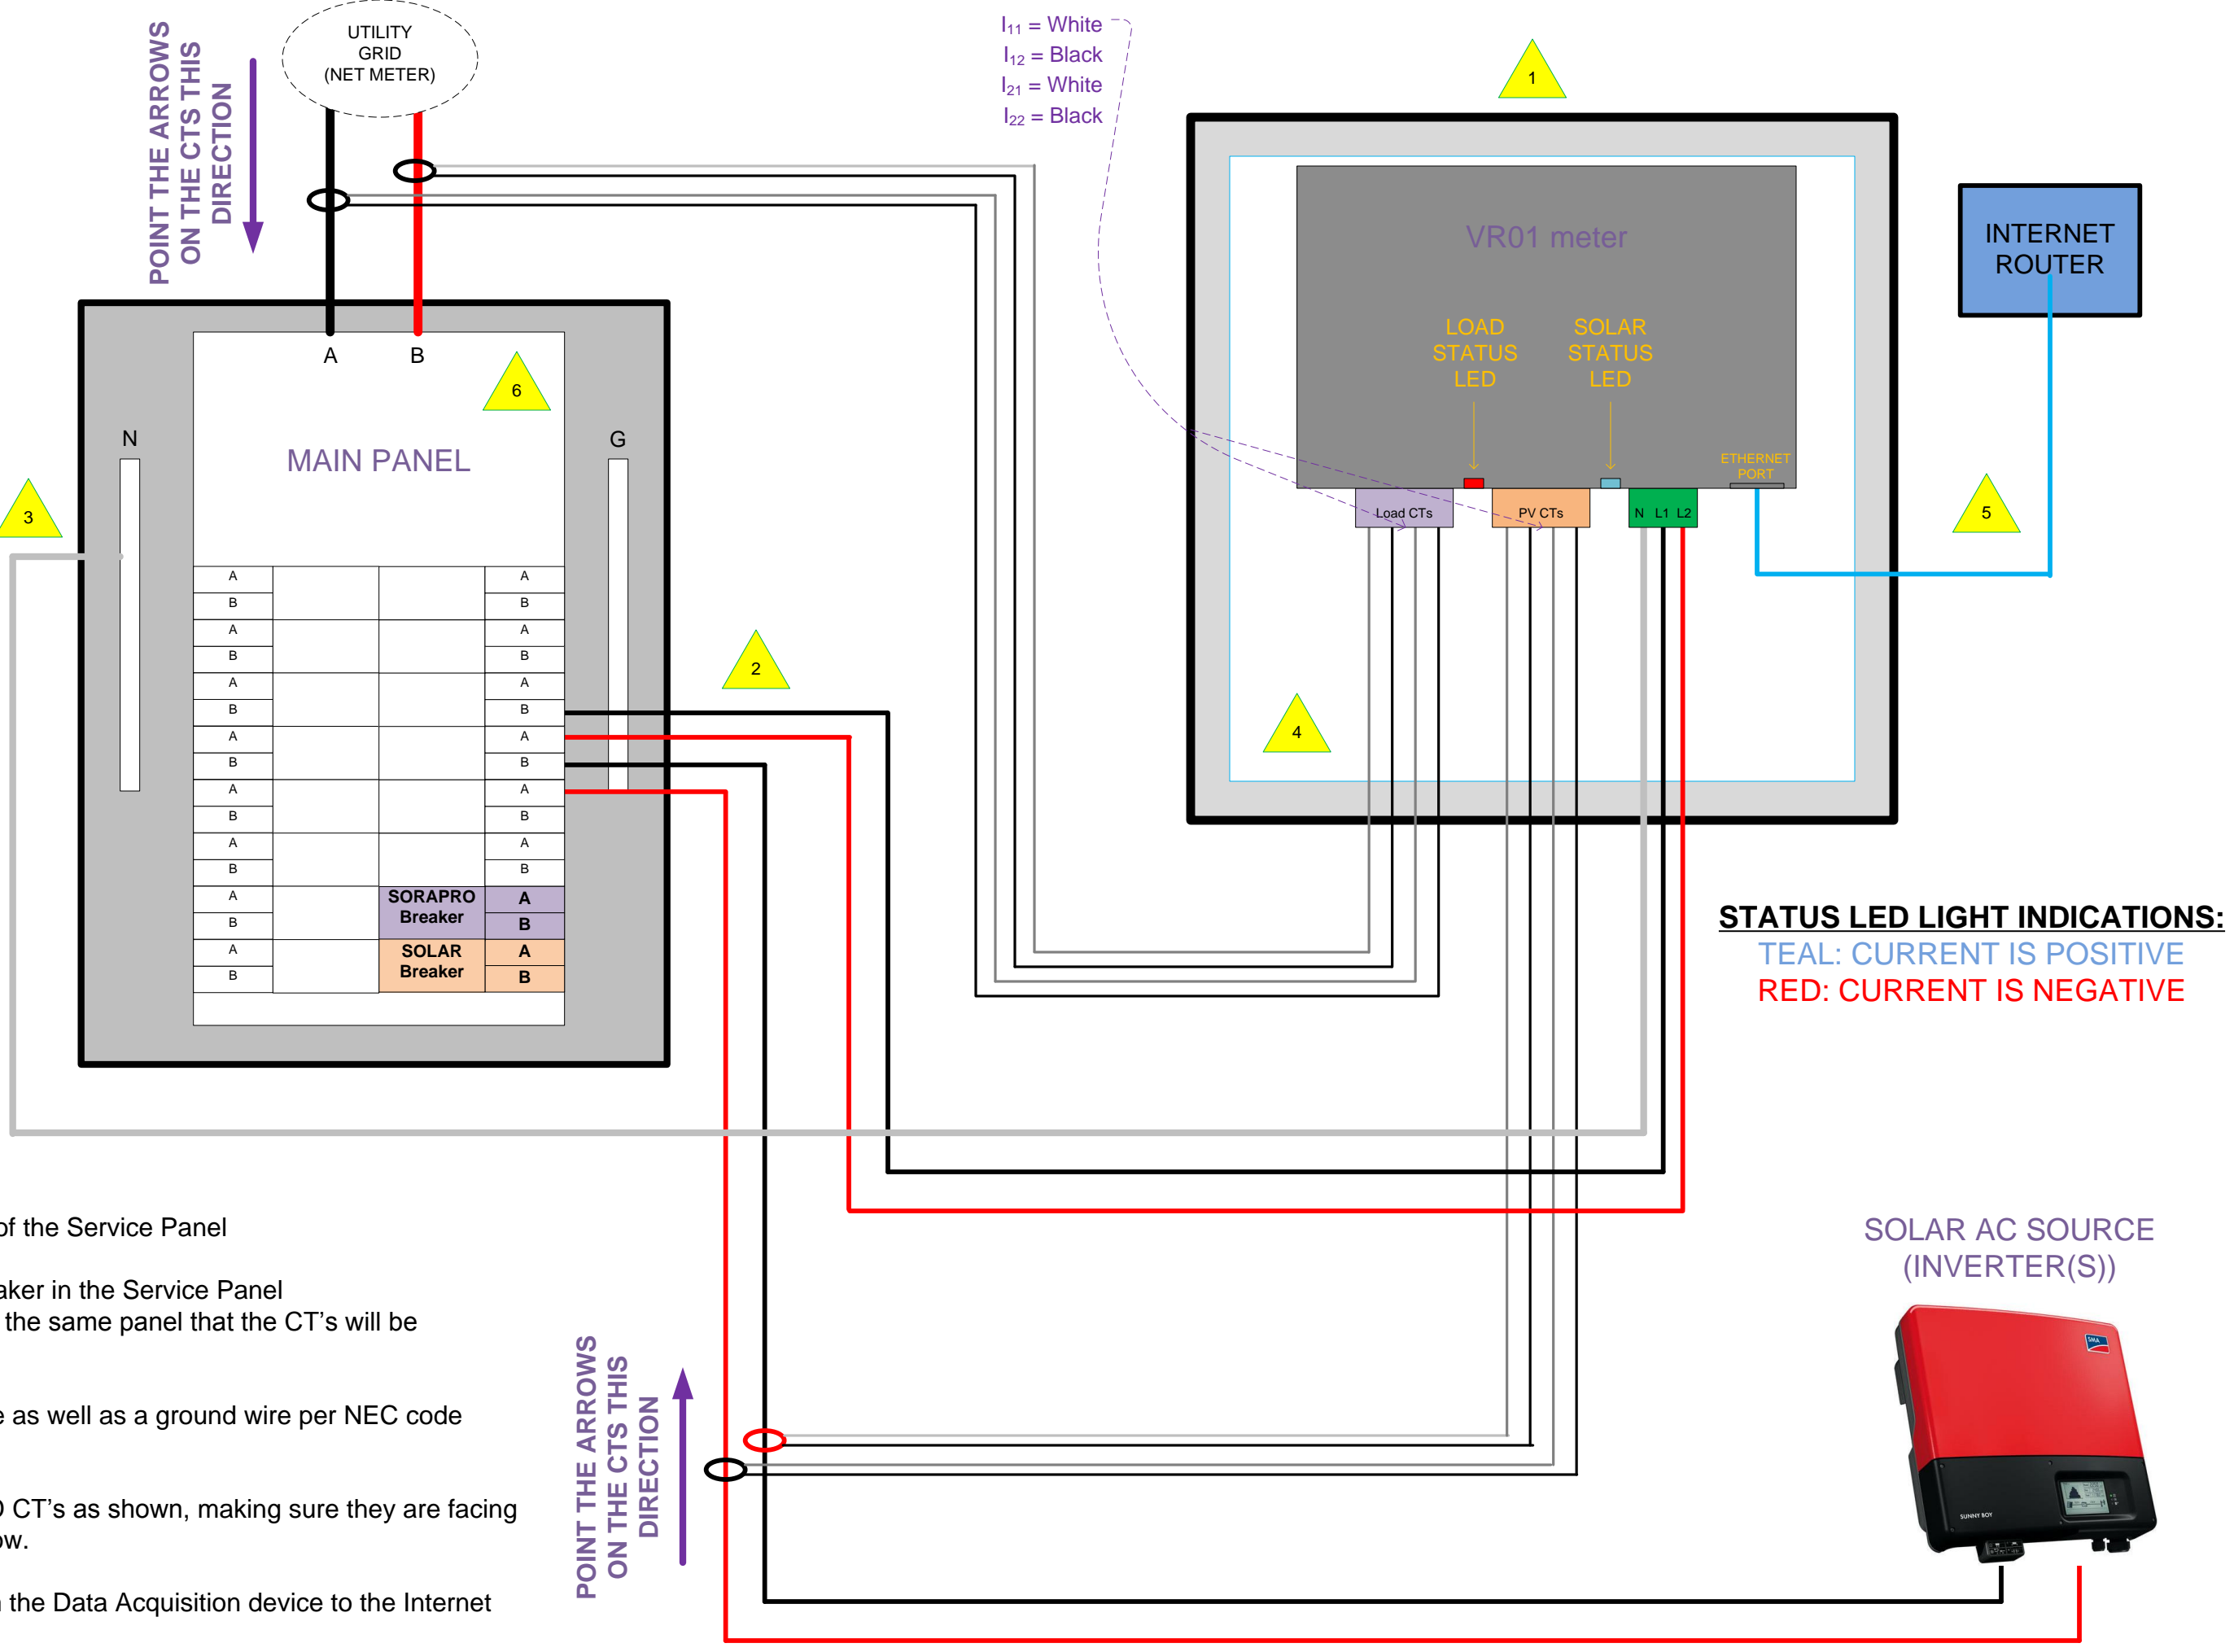 POINT THE ARROWS
ON THE CTS THIS
DIRECTION
UTILITY
GRID
(NET METER)
I₁₁ = White
I₁₂ = Black
I₂₁ = White
I₂₂ = Black
1
VR01 meter
INTERNET
ROUTER
LOAD
STATUS
LED
SOLAR
STATUS
LED
ETHERNET
PORT
Load CTs
PV CTs
N L1 L2
5
4
A B
6
N
G
MAIN PANEL
3
2
A A
B B
A A
B B
A A
B B
A A
B B
A A
B B
A A
B B
A SORAPRO A
B Breaker B
A SOLAR A
B Breaker B
STATUS LED LIGHT INDICATIONS:
TEAL: CURRENT IS POSITIVE
RED: CURRENT IS NEGATIVE
of the Service Panel
aker in the Service Panel
the same panel that the CT’s will be
e as well as a ground wire per NEC code
CT’s as shown, making sure they are facing
ow.
the Data Acquisition device to the Internet
POINT THE ARROWS
ON THE CTS THIS
DIRECTION
SOLAR AC SOURCE
(INVERTER(S))
SMA
SUNNY BOY